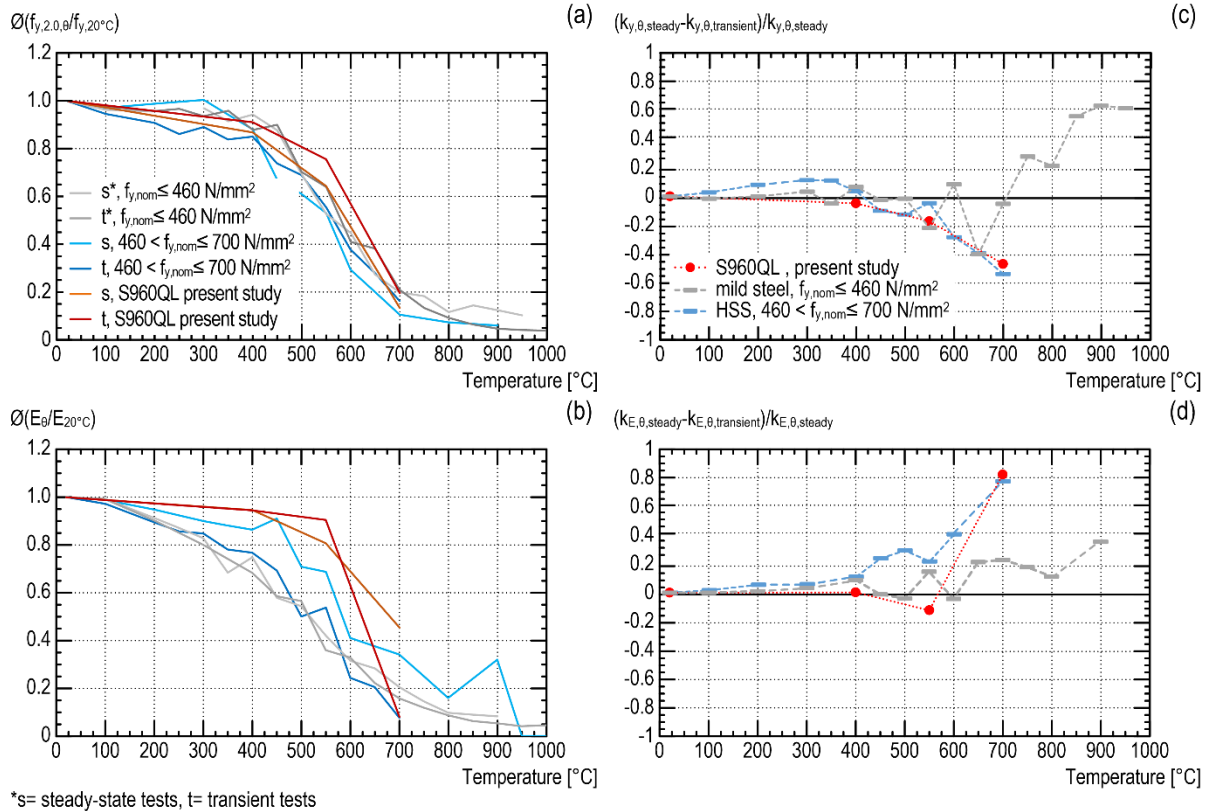 Ø(fy,2.0,θ/fy,20°C)
(a)
1.2
1.0
0.8
0.6
0.4
0.2
0
s*, fy,nom≤ 460 N/mm²
t*, fy,nom≤ 460 N/mm²
s, 460 < fy,nom≤ 700 N/mm²
t, 460 < fy,nom≤ 700 N/mm²
s, S960QL present study
t, S960QL present study
0 100 200 300 400 500 600 700 800 900 1000
Temperature [°C]
(ky,θ,steady-ky,θ,transient)/ky,θ,steady
(c)
1
0.8
0.6
0.4
0.2
0
-0.2
-0.4
-0.6
-0.8
-1
S960QL , present study
mild steel, fy,nom≤ 460 N/mm²
HSS, 460 < fy,nom≤ 700 N/mm²
0 100 200 300 400 500 600 700 800 900 1000
Temperature [°C]
Ø(Eθ/E20°C)
(b)
1.2
1.0
0.8
0.6
0.4
0.2
0
0 100 200 300 400 500 600 700 800 900 1000
Temperature [°C]
(kE,θ,steady-kE,θ,transient)/kE,θ,steady
(d)
1
0.8
0.6
0.4
0.2
0
-0.2
-0.4
-0.6
-0.8
-1
0 100 200 300 400 500 600 700 800 900 1000
Temperature [°C]
*s= steady-state tests, t= transient tests